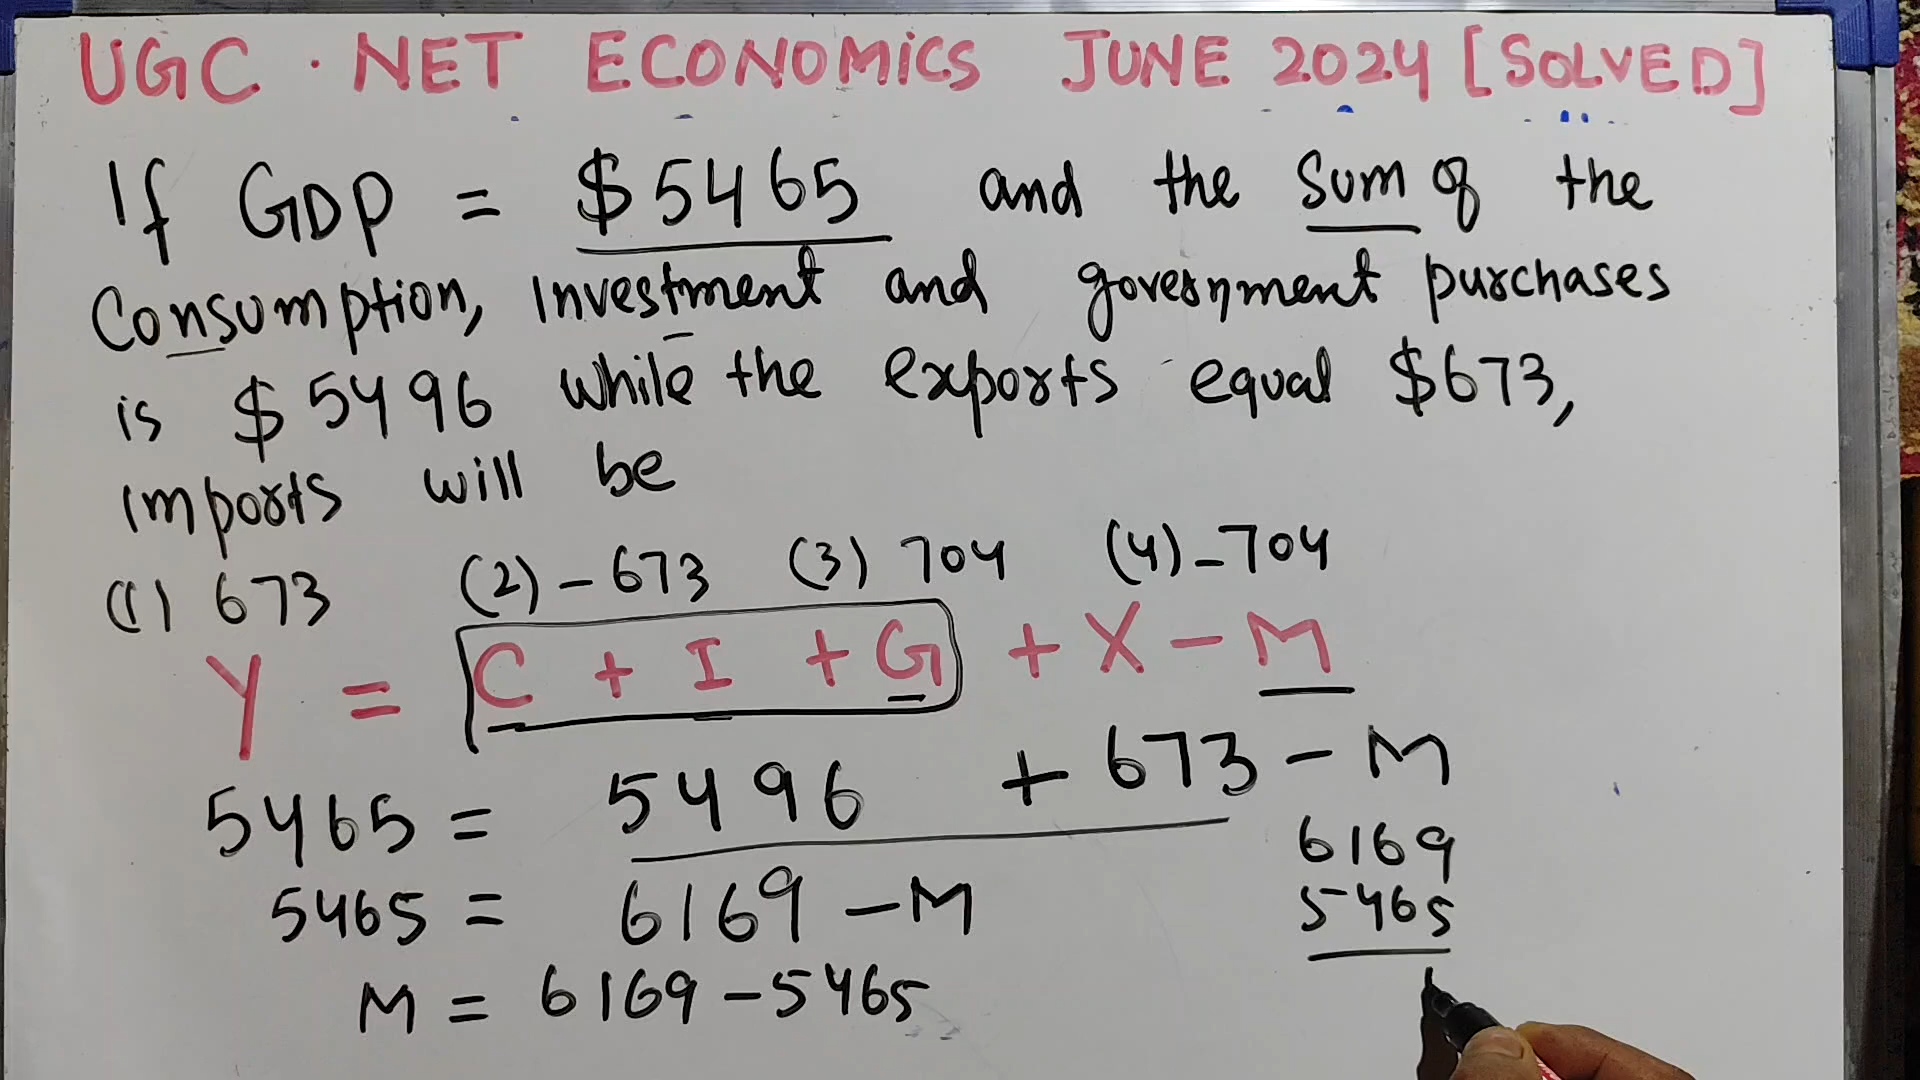 UGC . NET ECONOMICS JUNE 2024 [SOLVED]
If GDP = $5465 and the Sum of the
Consumption, Investment and government purchases
is $5496 while the exports equal $673,
imports will be
(1) 673 (2) -673 (3) 704 (4) -704
Y = C + I + G + X - M
5465 = 5496 + 673 - M
5465 = 6169 - M
M = 6169 - 5465
6169
5465